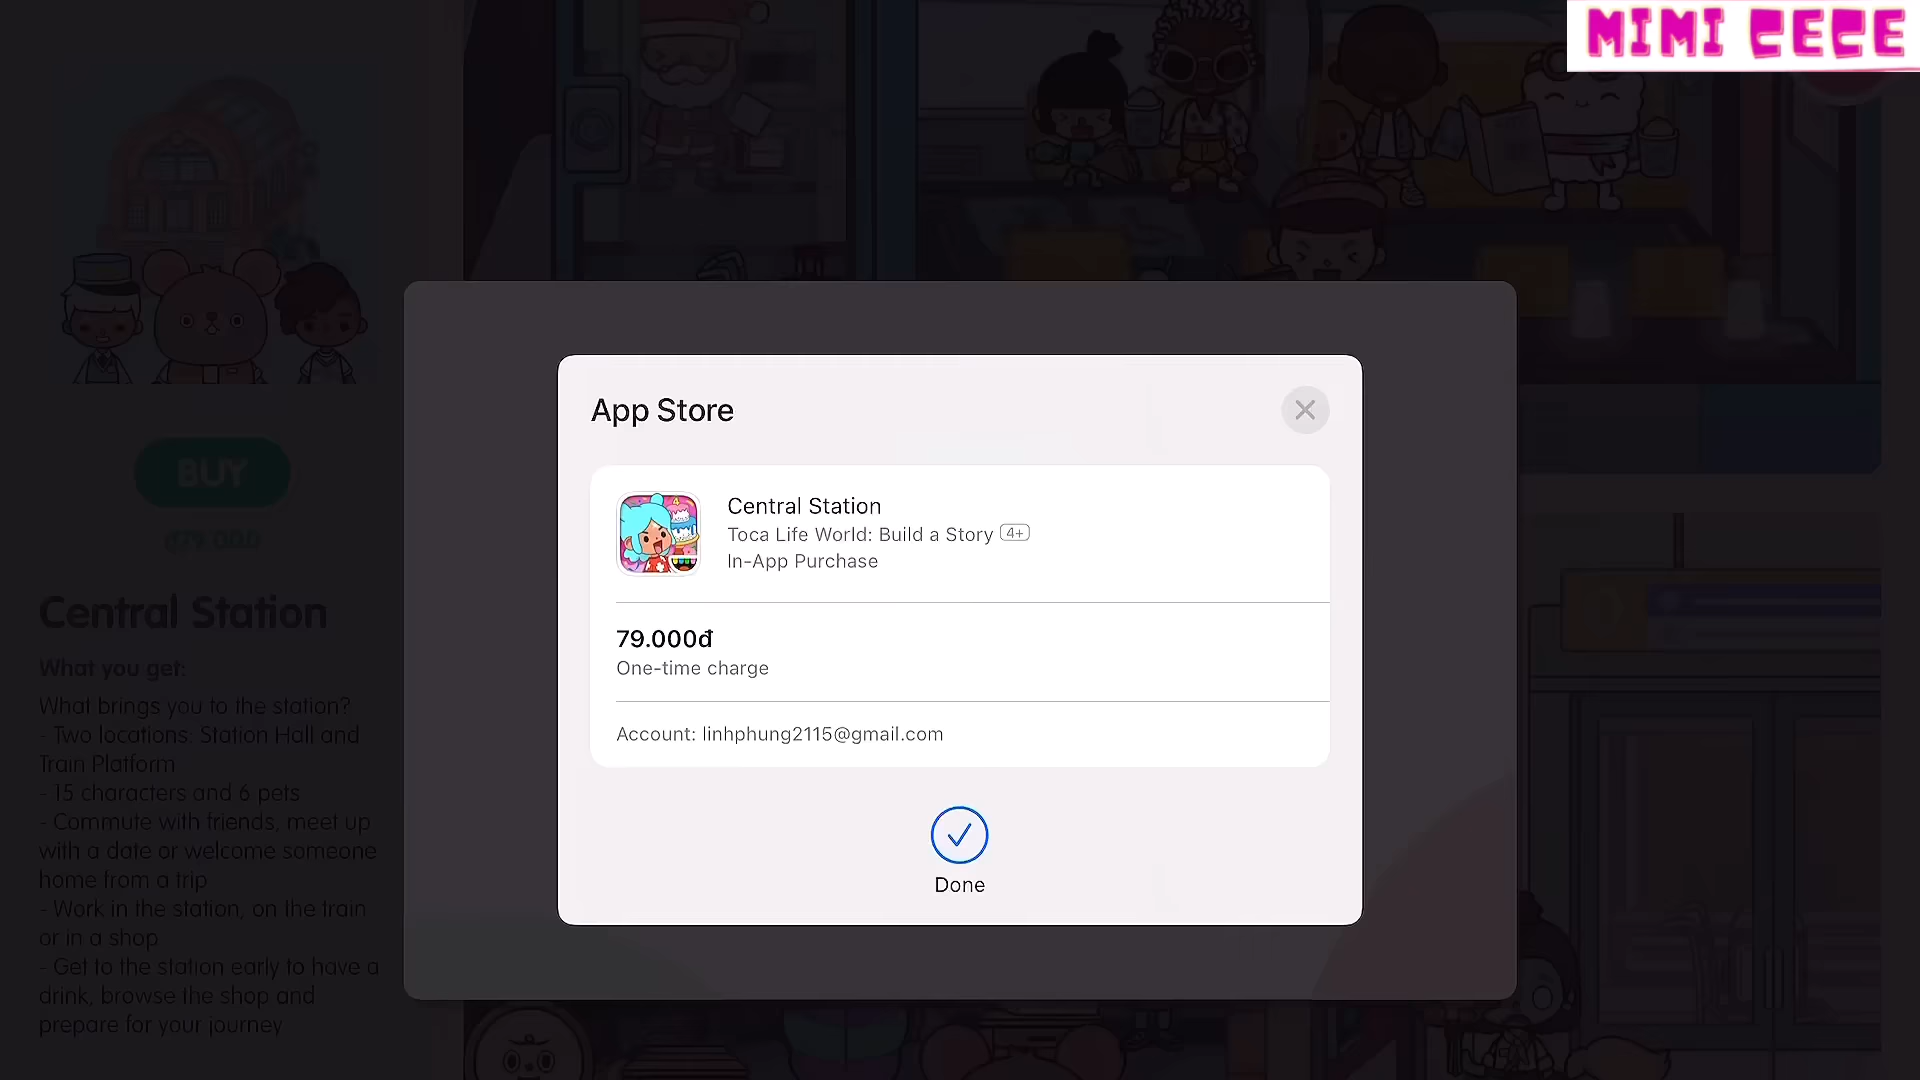 MIMI CECE
App Store
Central Station
Toca Life World: Build a Story 4+
In-App Purchase
79.000đ
One-time charge
Account: linhphung2115@gmail.com
Done
BUY
₫79.000
Central Station
What you get:
What brings you to the station?
- Two locations: Station Hall and
Train Platform
- 15 characters and 6 pets
- Commute with friends, meet up
with a date or welcome someone
home from a trip
- Work in the station, on the train
or in a shop
- Get to the station early to have a
drink, browse the shop and
prepare for your journey